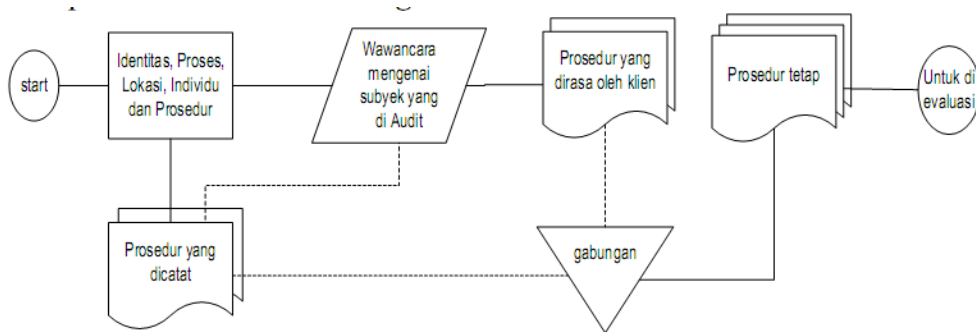 start
Identitas, Proses,
Lokasi, Individu
dan Prosedur
Wawancara
mengenai
subyek yang
di Audit
Prosedur yang
dirasa oleh klien
Prosedur tetap
Untuk di
evaluasi
Prosedur yang
dicatat
gabungan